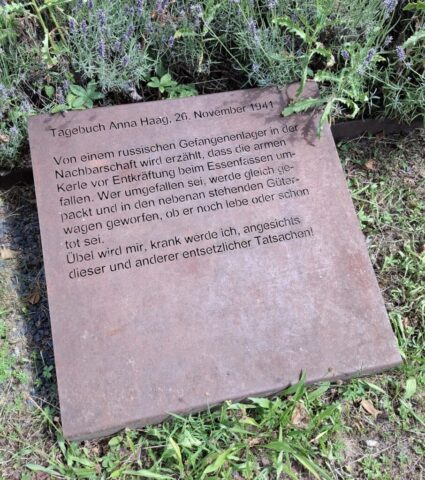 Tagebuch Anna Haag, 26. November 1941
Von einem russischen Gefangenenlager in der
Nachbarschaft wird erzählt, dass die armen
Kerle vor Entkräftung beim Essenfassen um-
fallen. Wer umgefallen sei, werde gleich ge-
packt und in den nebenan stehenden Güter-
wagen geworfen, ob er noch lebe oder schon
tot sei.
Übel wird mir, krank werde ich, angesichts
dieser und anderer entsetzlicher Tatsachen!